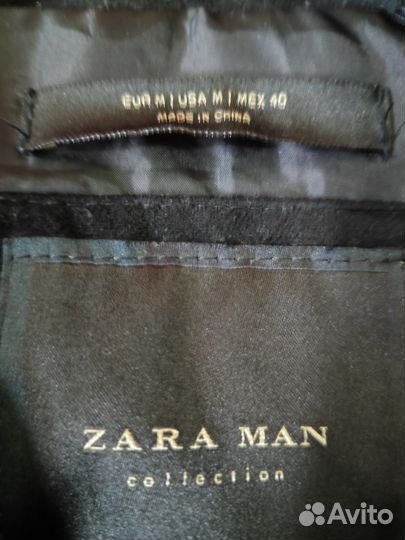 EUR M | USA M | MEX 40
MADE IN CHINA
ZARA MAN
collection
Avito